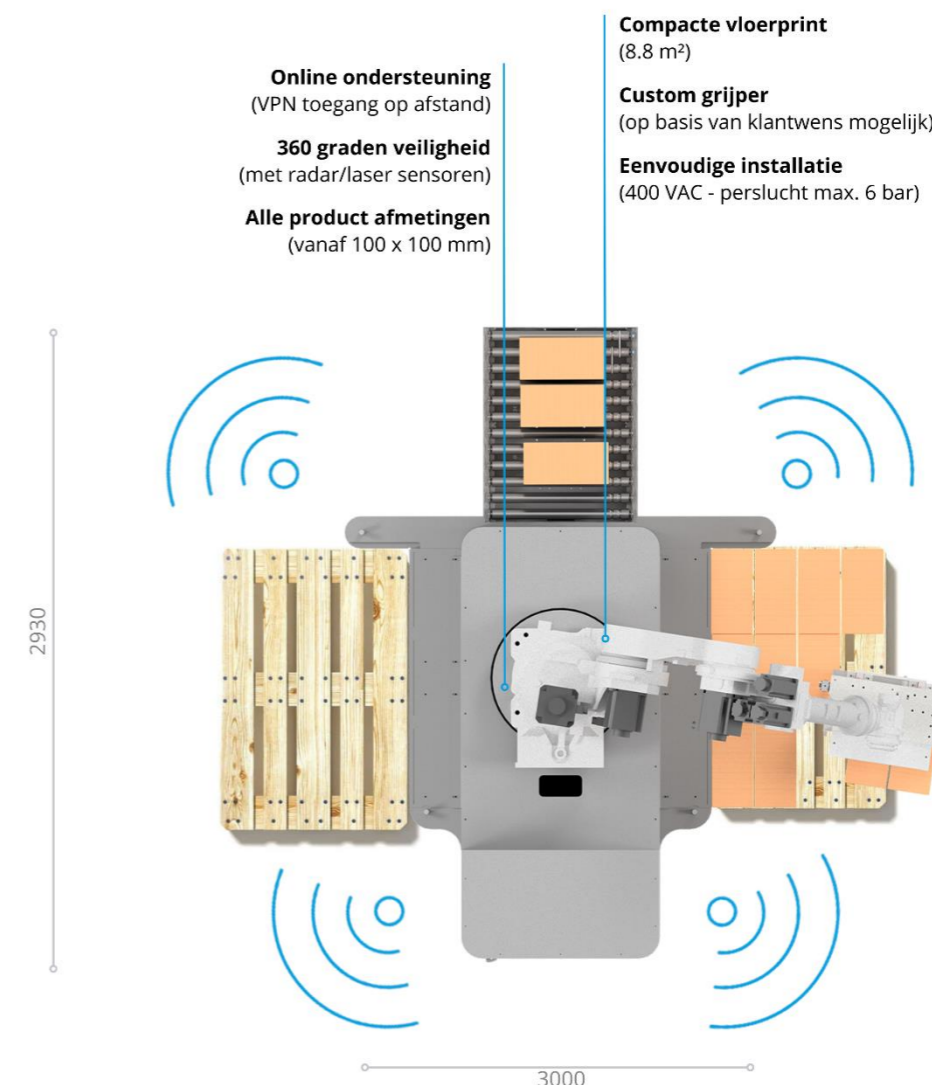 Compacte vloerprint
(8.8 m²)
Custom grijper
(op basis van klantwens mogelijk)
Eenvoudige installatie
(400 VAC - perslucht max. 6 bar)
Online ondersteuning
(VPN toegang op afstand)
360 graden veiligheid
(met radar/laser sensoren)
Alle product afmetingen
(vanaf 100 x 100 mm)
2930
3000